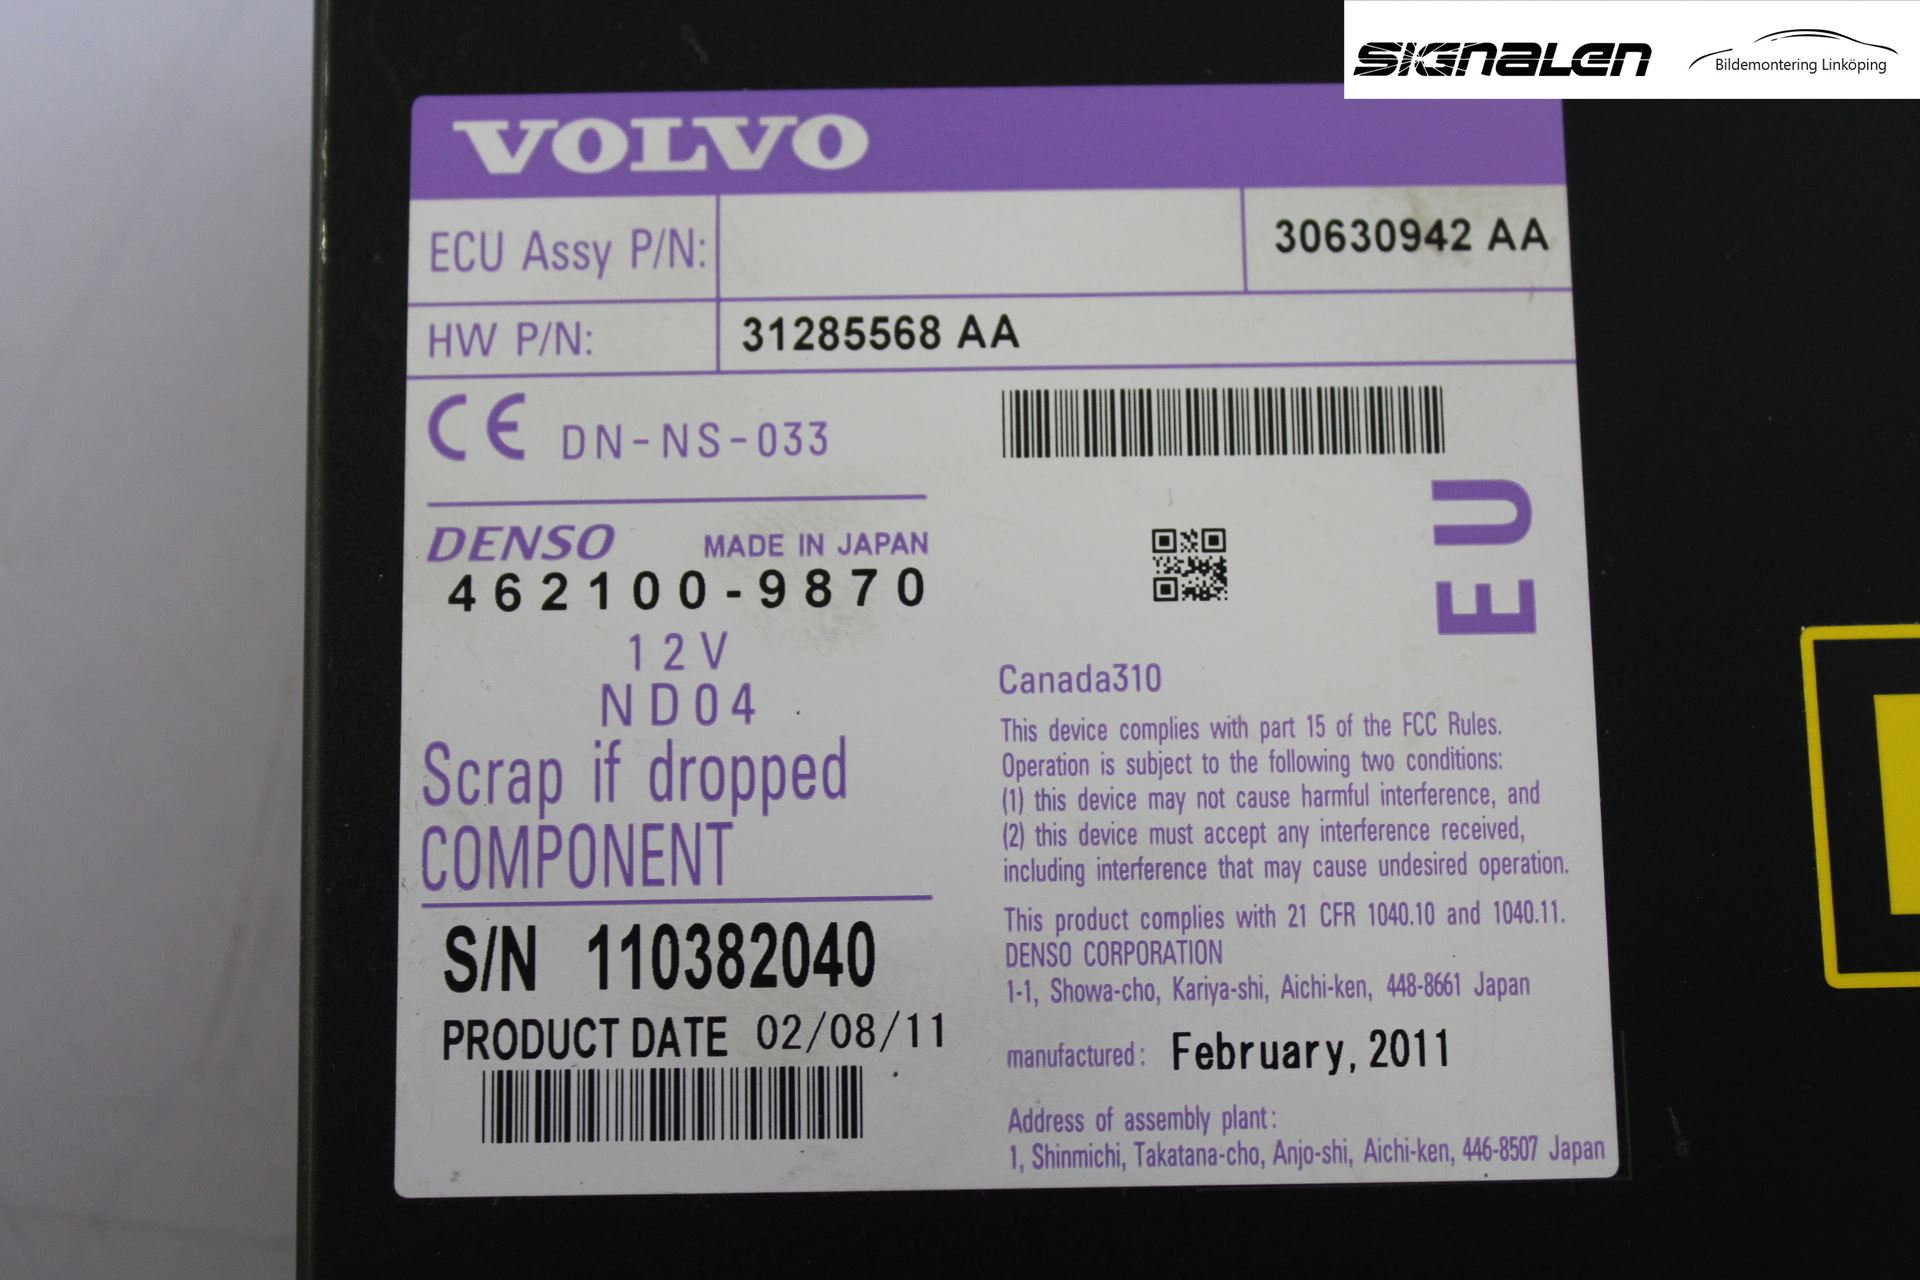 SIGNALEN
Bildemontering Linköping
VOLVO
ECU Assy P/N: 30630942 AA
HW P/N: 31285568 AA
CE DN-NS-033
DENSO MADE IN JAPAN
462100-9870
12V
ND04
Scrap if dropped
COMPONENT
S/N 110382040
PRODUCT DATE 02/08/11
EU
Canada310
This device complies with part 15 of the FCC Rules.
Operation is subject to the following two conditions:
(1) this device may not cause harmful interference, and
(2) this device must accept any interference received,
including interference that may cause undesired operation.
This product complies with 21 CFR 1040.10 and 1040.11.
DENSO CORPORATION
1-1, Showa-cho, Kariya-shi, Aichi-ken, 448-8661 Japan
manufactured: February, 2011
Address of assembly plant:
1, Shinmichi, Takatana-cho, Anjo-shi, Aichi-ken, 446-8507 Japan